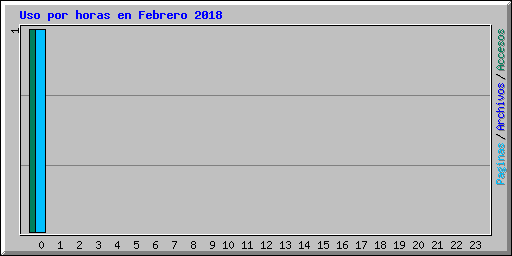 Uso por horas en Febrero 2018
1
0 1 2 3 4 5 6 7 8 9 10 11 12 13 14 15 16 17 18 19 20 21 22 23
Paginas/Archivos/Accesos